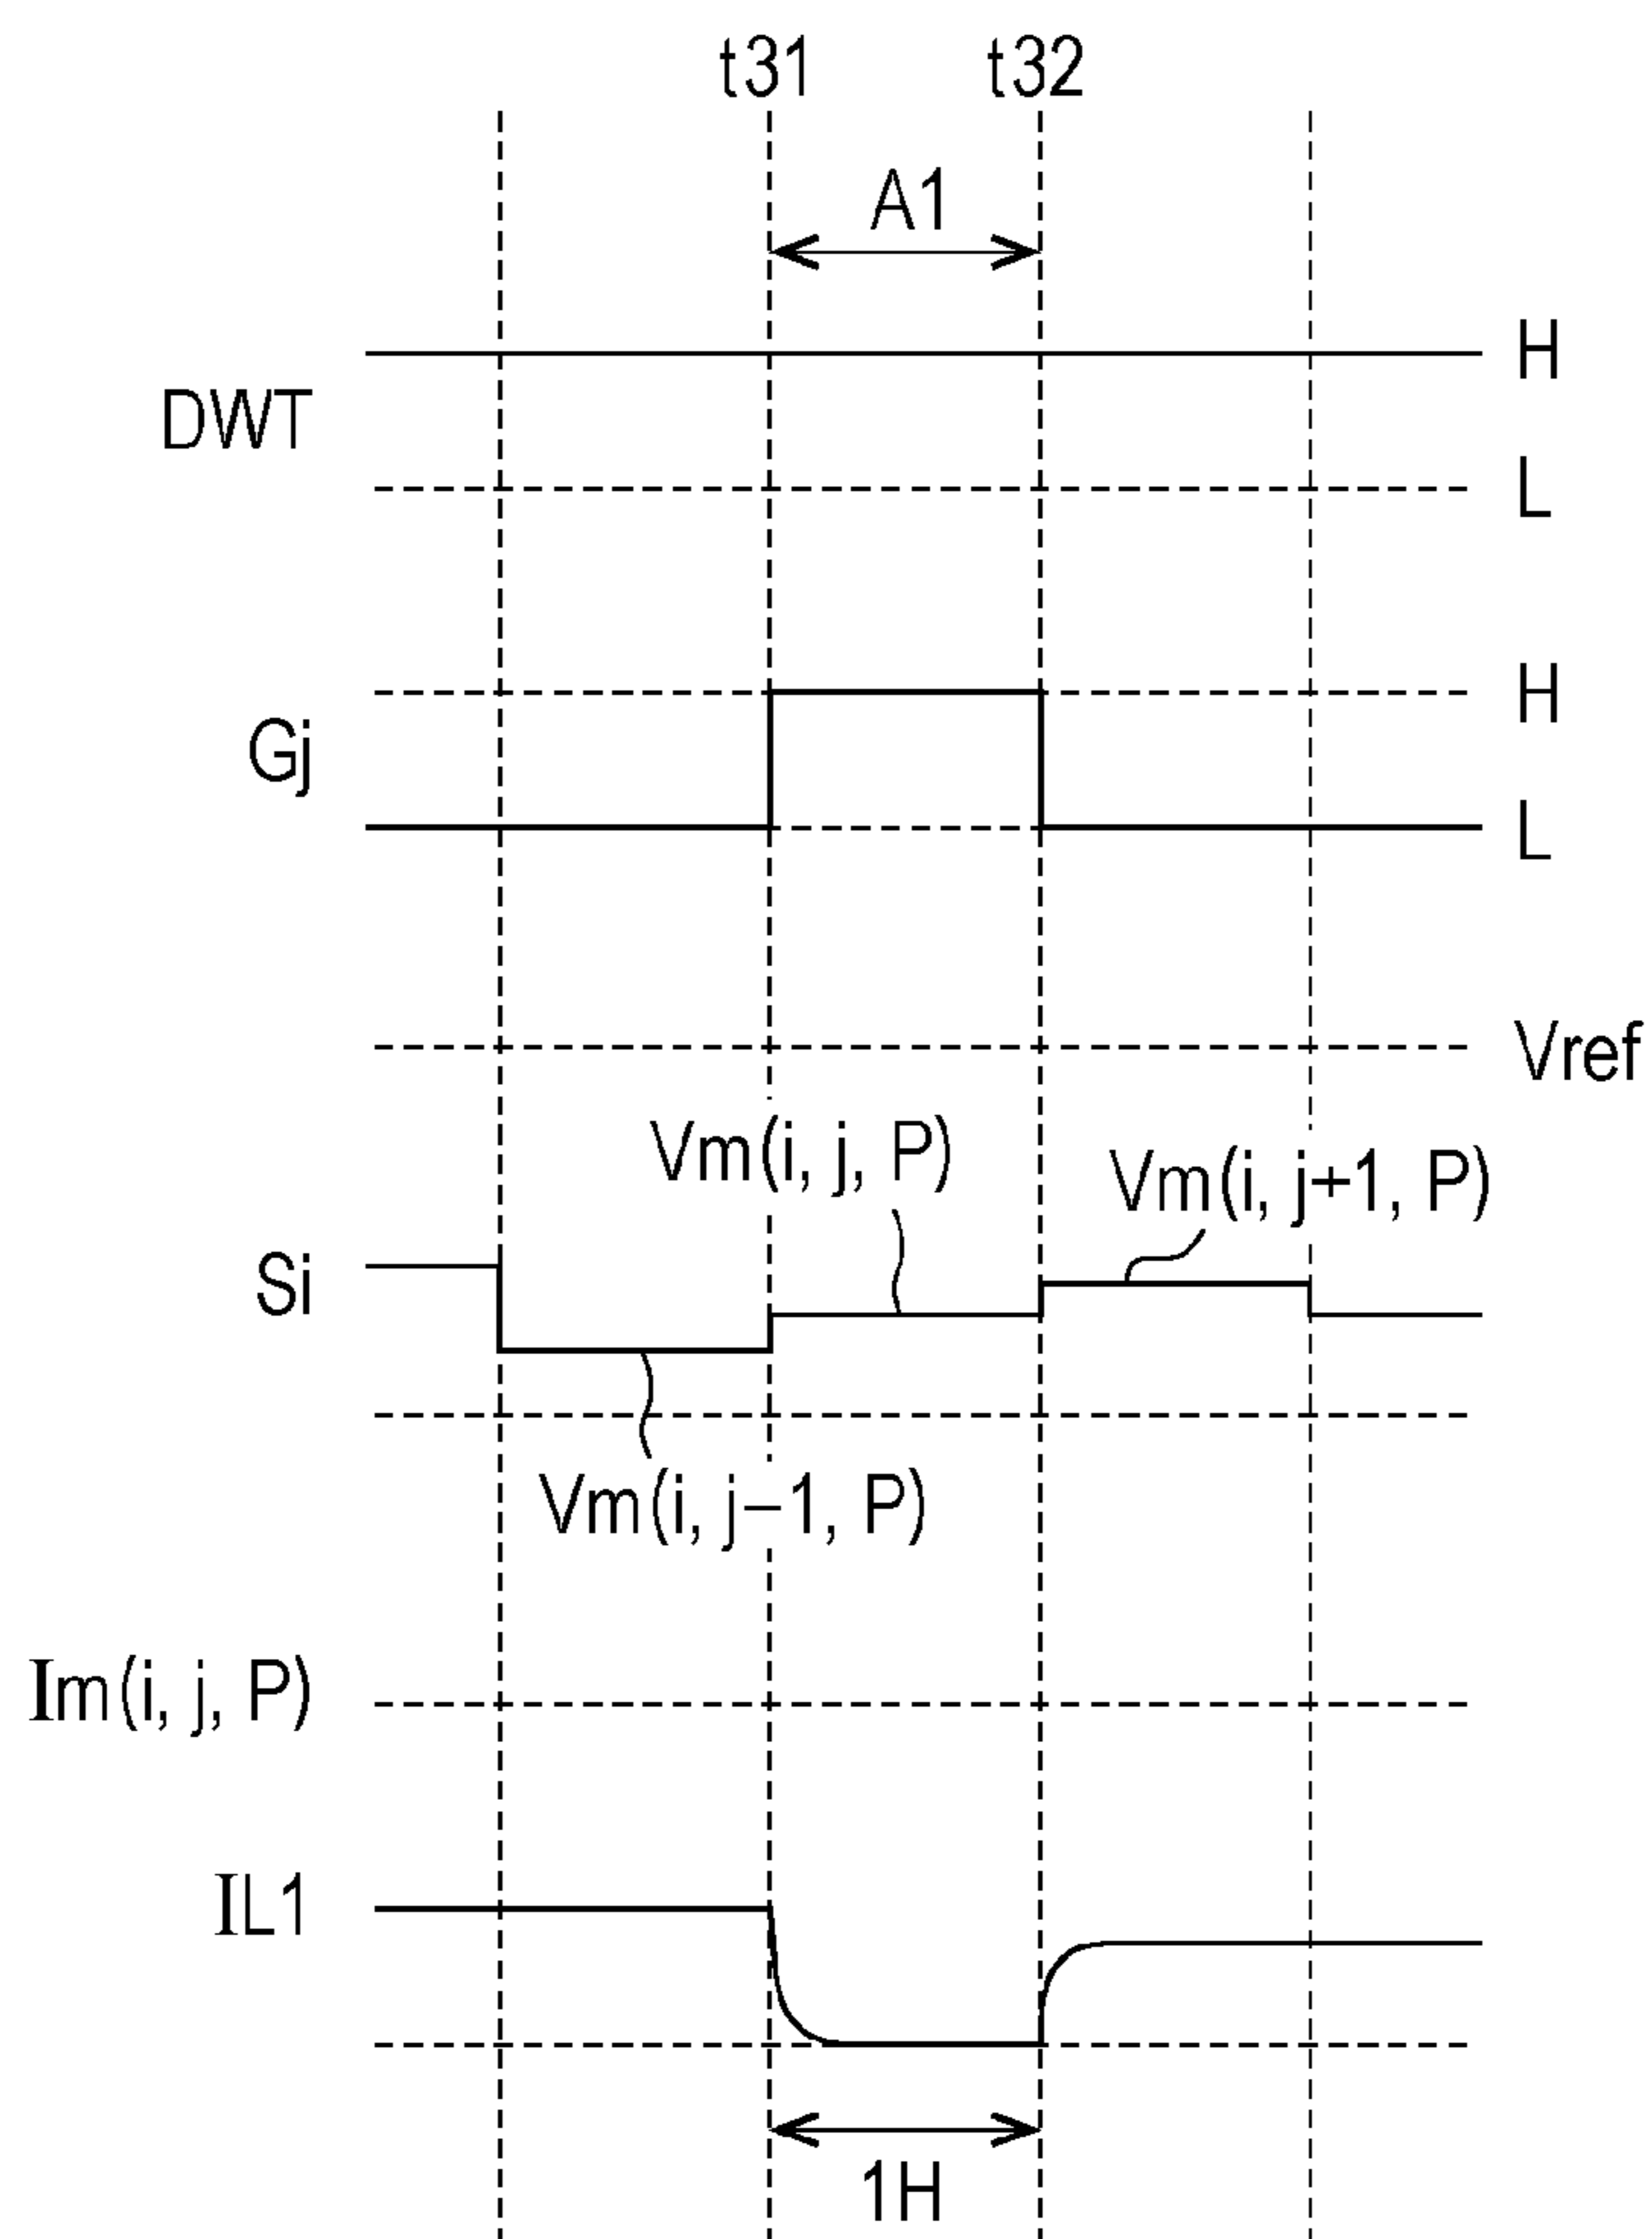 t31 t32
A1
H
DWT
L
H
Gj
L
Vref
Vm(i, j, P)
Vm(i, j+1, P)
Si
Vm(i, j−1, P)
Im(i, j, P)
IL1
1H